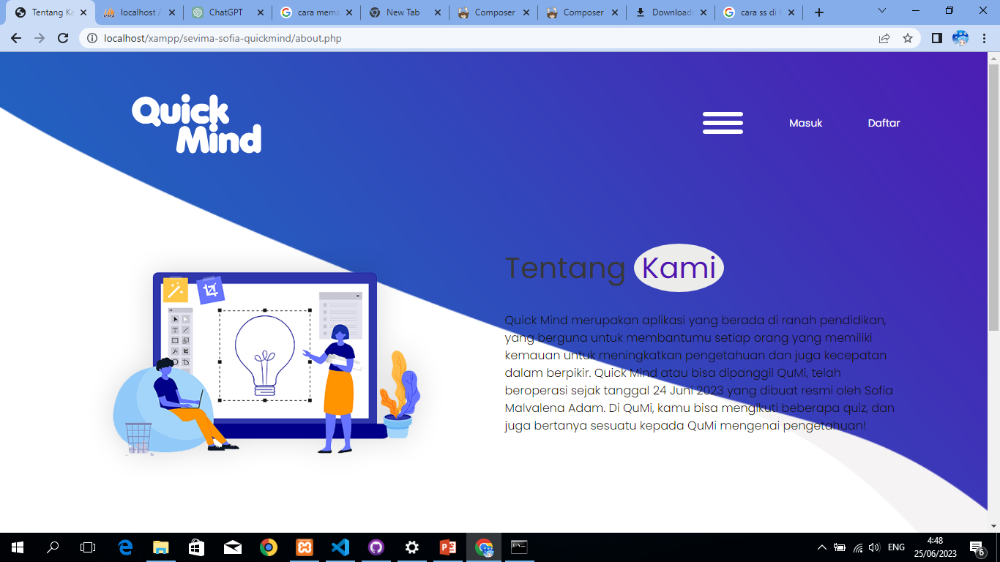 Tentang Ka
localhost /
ChatGPT
cara mema
New Tab
Composer
Composer
Download
cara ss di l
localhost/xampp/sevima-sofia-quickmind/about.php
Quick
Mind
Masuk
Daftar
Tentang Kami
Quick Mind merupakan aplikasi yang berada di ranah pendidikan,
yang berguna untuk membantumu setiap orang yang memiliki
kemauan untuk meningkatkan pengetahuan dan juga kecepatan
dalam berpikir. Quick Mind atau bisa dipanggil QuMi, telah
beroperasi sejak tanggal 24 Juni 2023 yang dibuat resmi oleh Sofia
Malvalena Adam. Di QuMi, kamu bisa mengikuti beberapa quiz, dan
juga bertanya sesuatu kepada QuMi mengenai pengetahuan!
ENG
4:48
25/06/2023
6